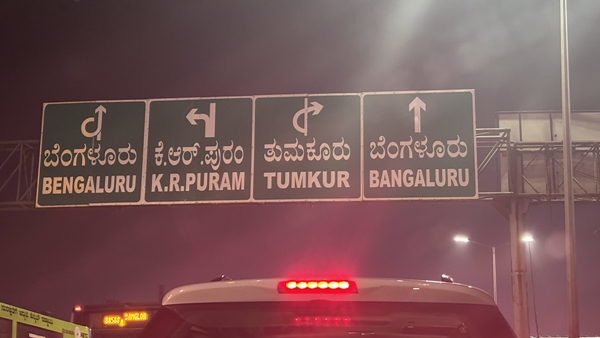 ಬೆಂಗಳೂರು
BENGALURU
ಕೆ.ಆರ್.ಪುರಂ
K.R.PURAM
ತುಮಕೂರು
TUMKUR
ಬೆಂಗಳೂರು
BANGALURU